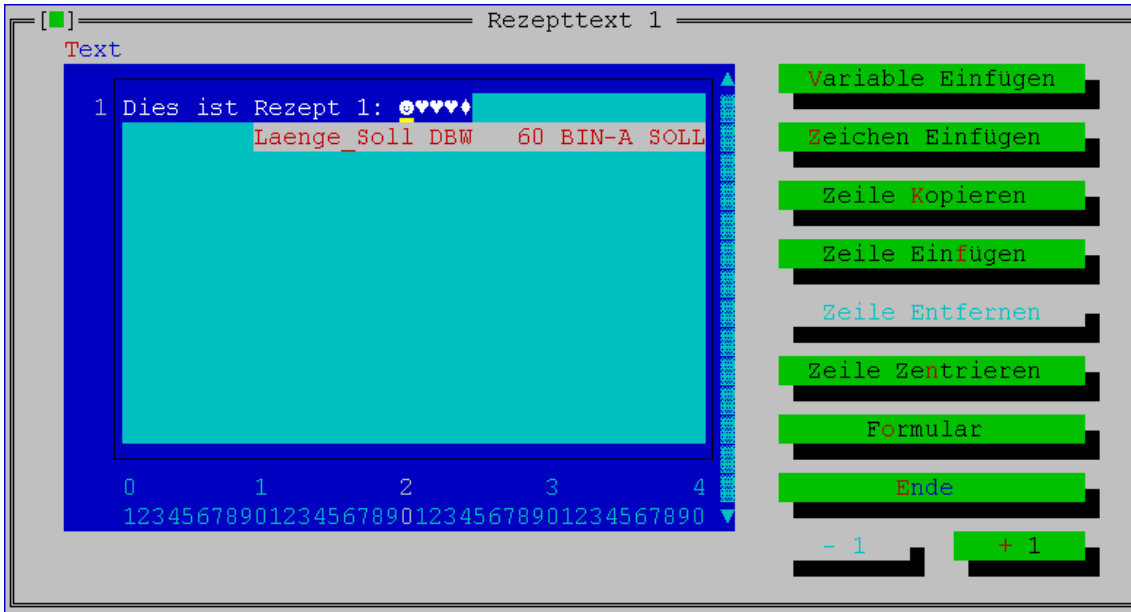 [■] Rezepttext 1
Text
1 Dies ist Rezept 1: ☻♥♥♥♦
Laenge_Soll DBW 60 BIN-A SOLL
0 1 2 3 4
1234567890123456789012345678901234567890
Variable Einfügen
Zeichen Einfügen
Zeile Kopieren
Zeile Einfügen
Zeile Entfernen
Zeile Zentrieren
Formular
Ende
- 1 + 1